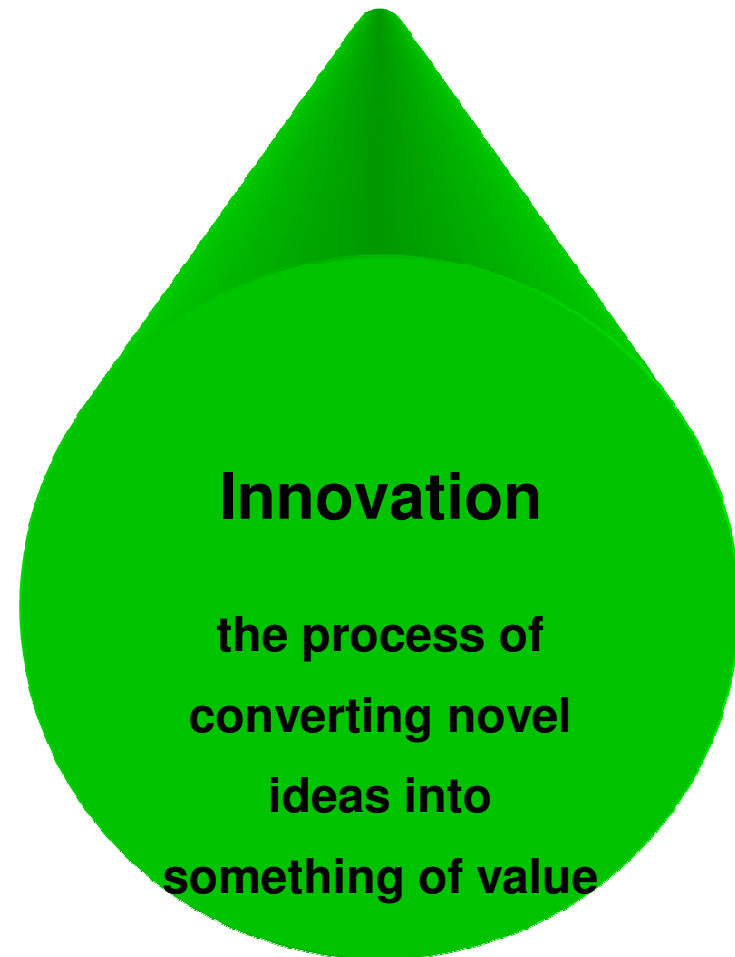 Innovation
the process of
converting novel
ideas into
something of value